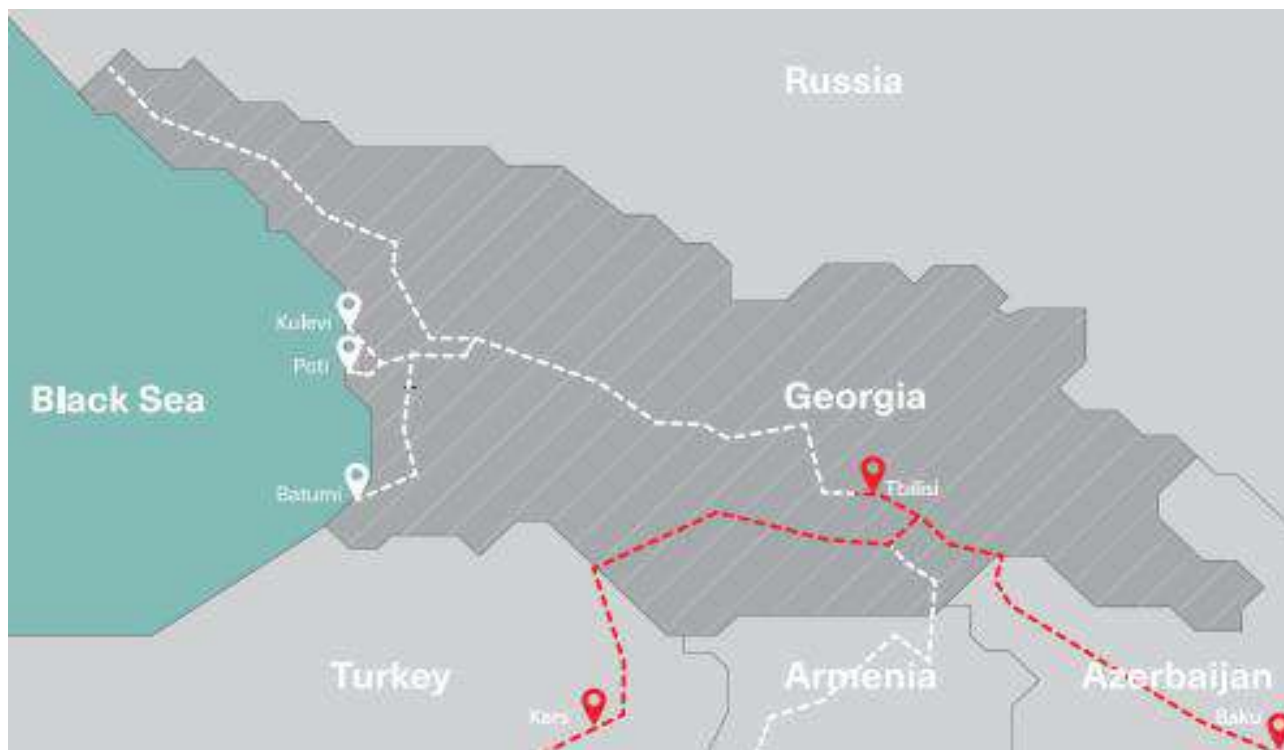 Russia
Kulevi
Poti
Black Sea
Georgia
Tbilisi
Batumi
Turkey
Armenia
Azerbaijan
Kars
Baku